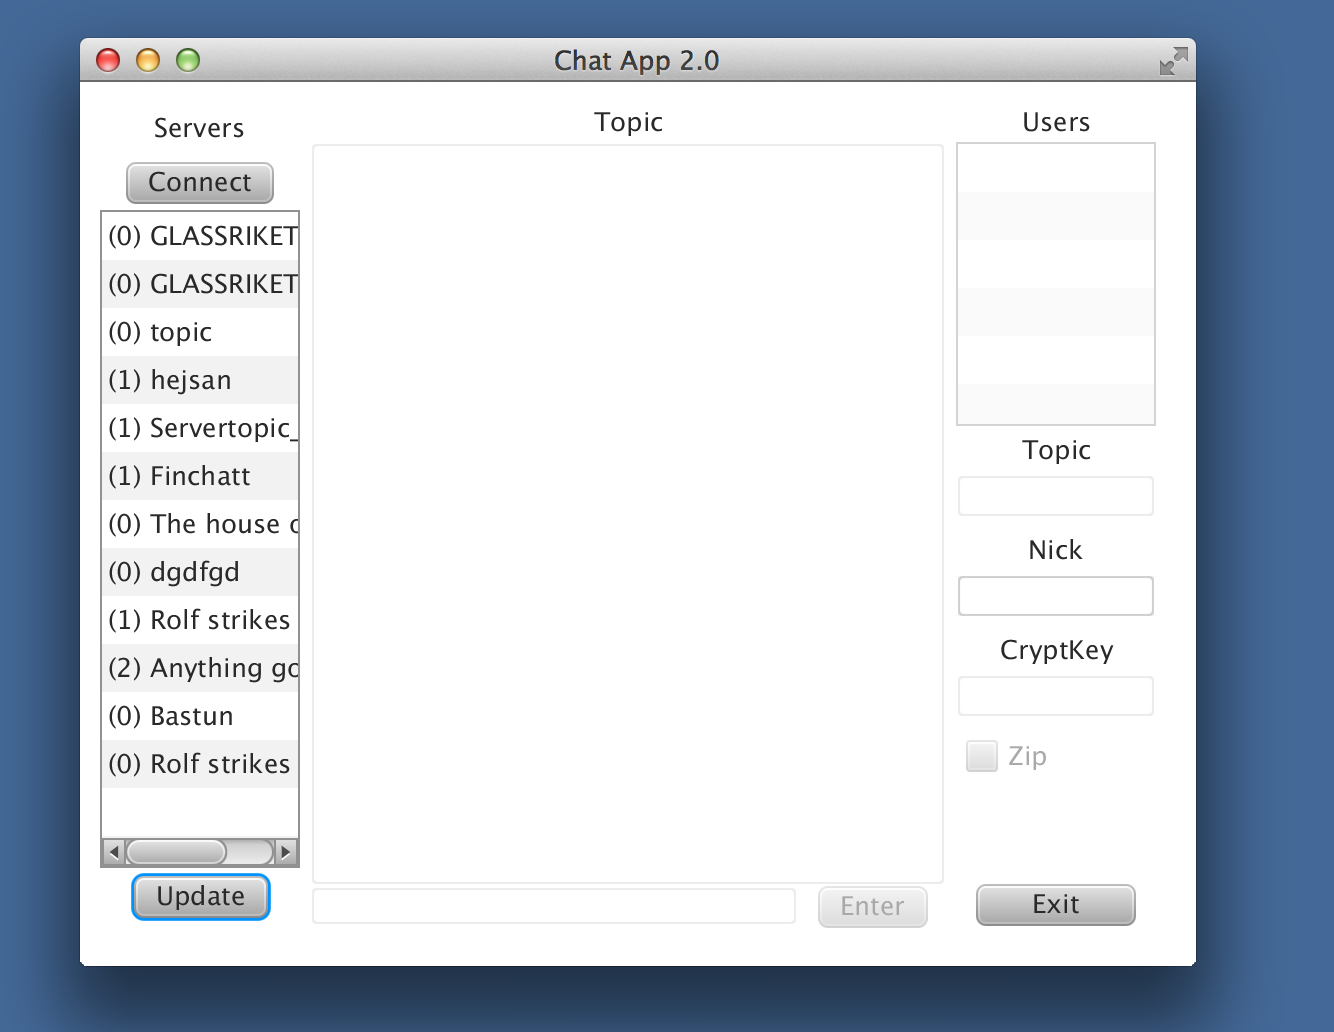 Chat App 2.0
Servers
Connect
(0) GLASSRIKET
(0) GLASSRIKET
(0) topic
(1) hejsan
(1) Servertopic_
(1) Finchatt
(0) The house
(0) dgdfgd
(1) Rolf strikes
(2) Anything go
(0) Bastun
(0) Rolf strikes
Update
Topic
Enter
Users
Topic
Nick
CryptKey
Zip
Exit